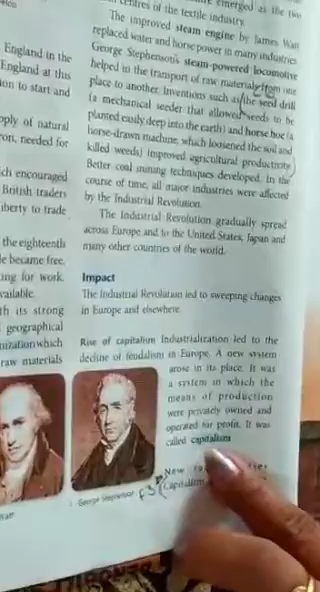 centres of the textile industry.
The improved steam engine by James Watt
replaced water and horse power in many industries
George Stephenson's steam-powered locomotive
helped in the transport of raw materials from one
place to another. Inventions such as the seed drill
(a mechanical seeder that allowed seeds to be
planted easily deep into the earth) and horse hoe (a
horse-drawn machine, which loosened the soil and
killed weeds) improved agricultural productivity
Better coal mining techniques developed. In the
course of time, all major industries were affected
by the Industrial Revolution.
The Industrial Revolution gradually spread
across Europe and to the United States, Japan and
many other countries of the world.
Impact
The Industrial Revolution led to sweeping changes
in Europe and elsewhere.
Rise of capitalism Industrialization led to the
decline of feudalism in Europe. A new system
arose in its place. It was
a system in which the
means of production
were privately owned and
operated for profit. It was
called capitalism
New
Capitalism
George Stephenson
England in the
England at this
ion to start and
pply of natural
ron, needed for
ich encouraged
British traders
liberty to trade
the eighteenth
le became free.
ing for work.
vailable.
th its strong
geographical
nization which
raw materials
Watt